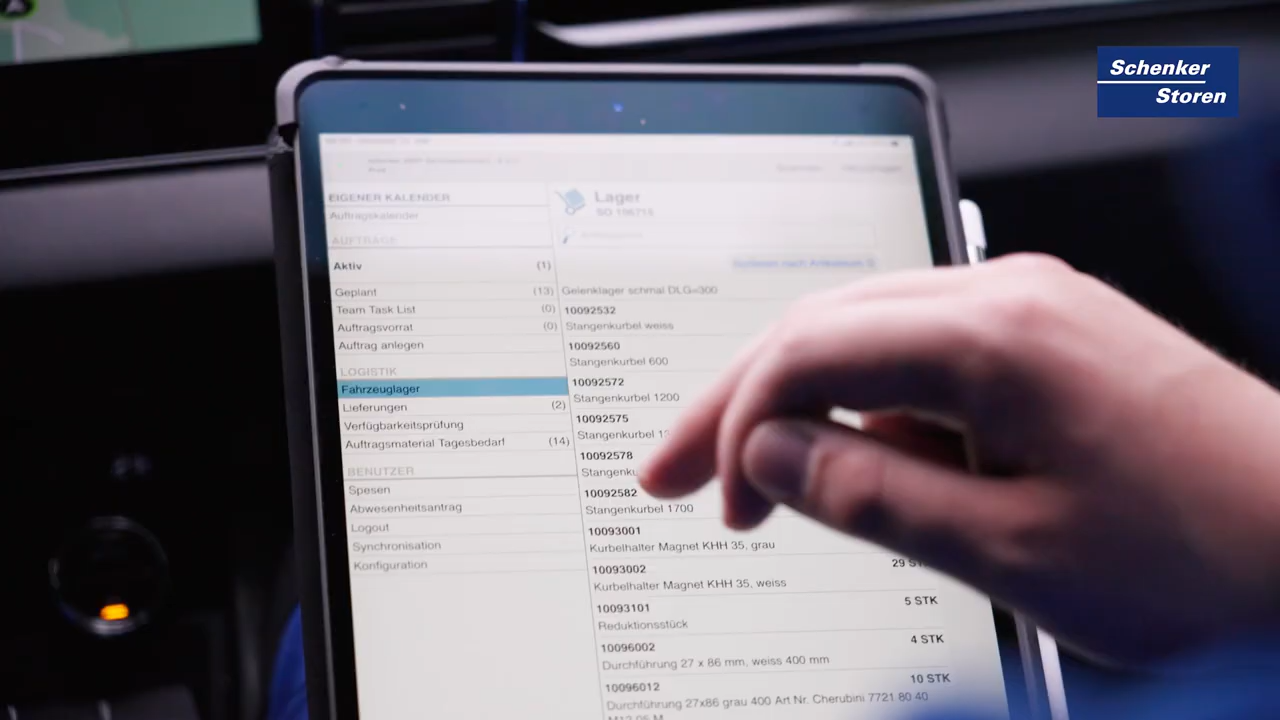 Schenker
Storen
EIGENER KALENDER
Auftragskalender
AUFTRÄGE
Aktiv (1)
Geplant (13)
Team Task List (0)
Auftragsvorrat (0)
Auftrag anlegen
LOGISTIK
Fahrzeuglager
Lieferungen (2)
Verfügbarkeitsprüfung
Auftragsmaterial Tagesbedarf (14)
BENUTZER
Spesen
Abwesenheitsantrag
Logout
Synchronisation
Konfiguration
Lager
Gelenklager schmal DLG=300
10092532
Stangenkurbel weiss
10092560
Stangenkurbel 600
10092572
Stangenkurbel 1200
10092575
Stangenkurbel
10092578
10092582
Stangenkurbel 1700
10093001
Kurbelhalter Magnet KHH 35, grau
10093002 29
Kurbelhalter Magnet KHH 35, weiss
10093101 5 STK
Reduktionsstück
10096002 4 STK
Durchführung 27 x 86 mm, weiss 400 mm
10096012 10 STK
Durchführung 27x86 grau 400 Art Nr. Cherubini 7721 80 40